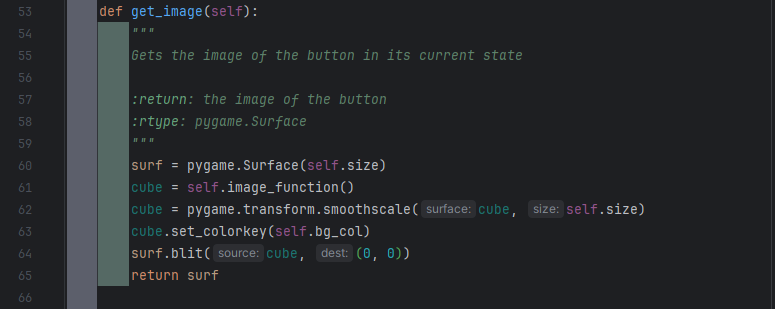 53 def get_image(self):
54 """
55 Gets the image of the button in its current state
56
57 :return: the image of the button
58 :rtype: pygame.Surface
59 """
60 surf = pygame.Surface(self.size)
61 cube = self.image_function()
62 cube = pygame.transform.smoothscale(surface: cube, size: self.size)
63 cube.set_colorkey(self.bg_col)
64 surf.blit(source: cube, dest: (0, 0))
65 return surf
66